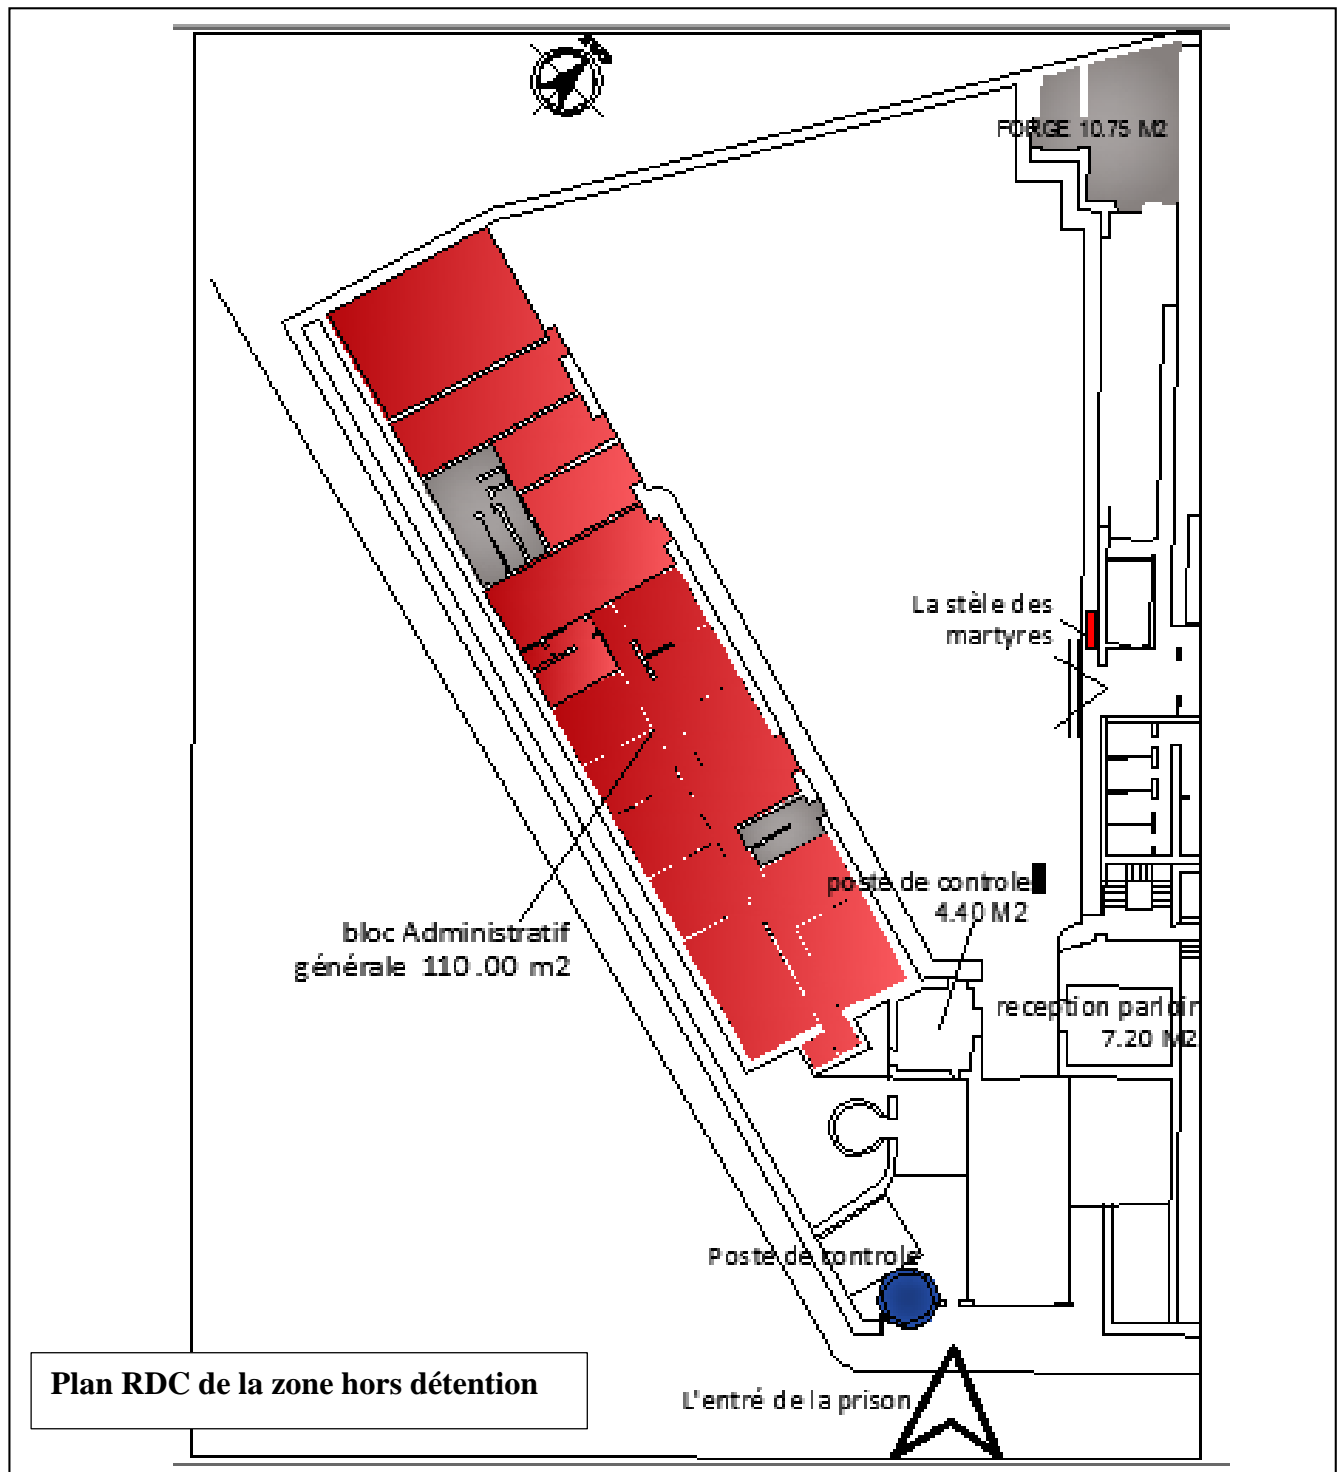 FORGE 10.75 M2
La stèle des
martyres
poste de controle
4.40 M2
bloc Administratif
générale 110 .00 m2
reception parloir
7.20 M2
Poste de controle
Plan RDC de la zone hors détention
L'entré de la prison